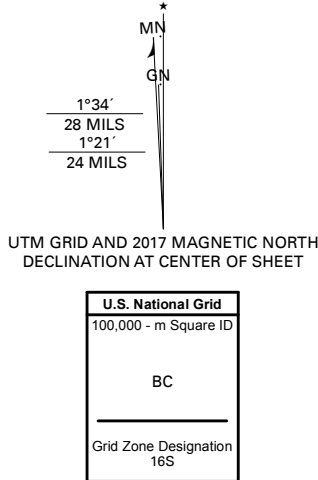 MN
GN
1°34´
28 MILS
1°21´
24 MILS
UTM GRID AND 2017 MAGNETIC NORTH
DECLINATION AT CENTER OF SHEET
U.S. National Grid
100,000 - m Square ID
BC
Grid Zone Designation
16S